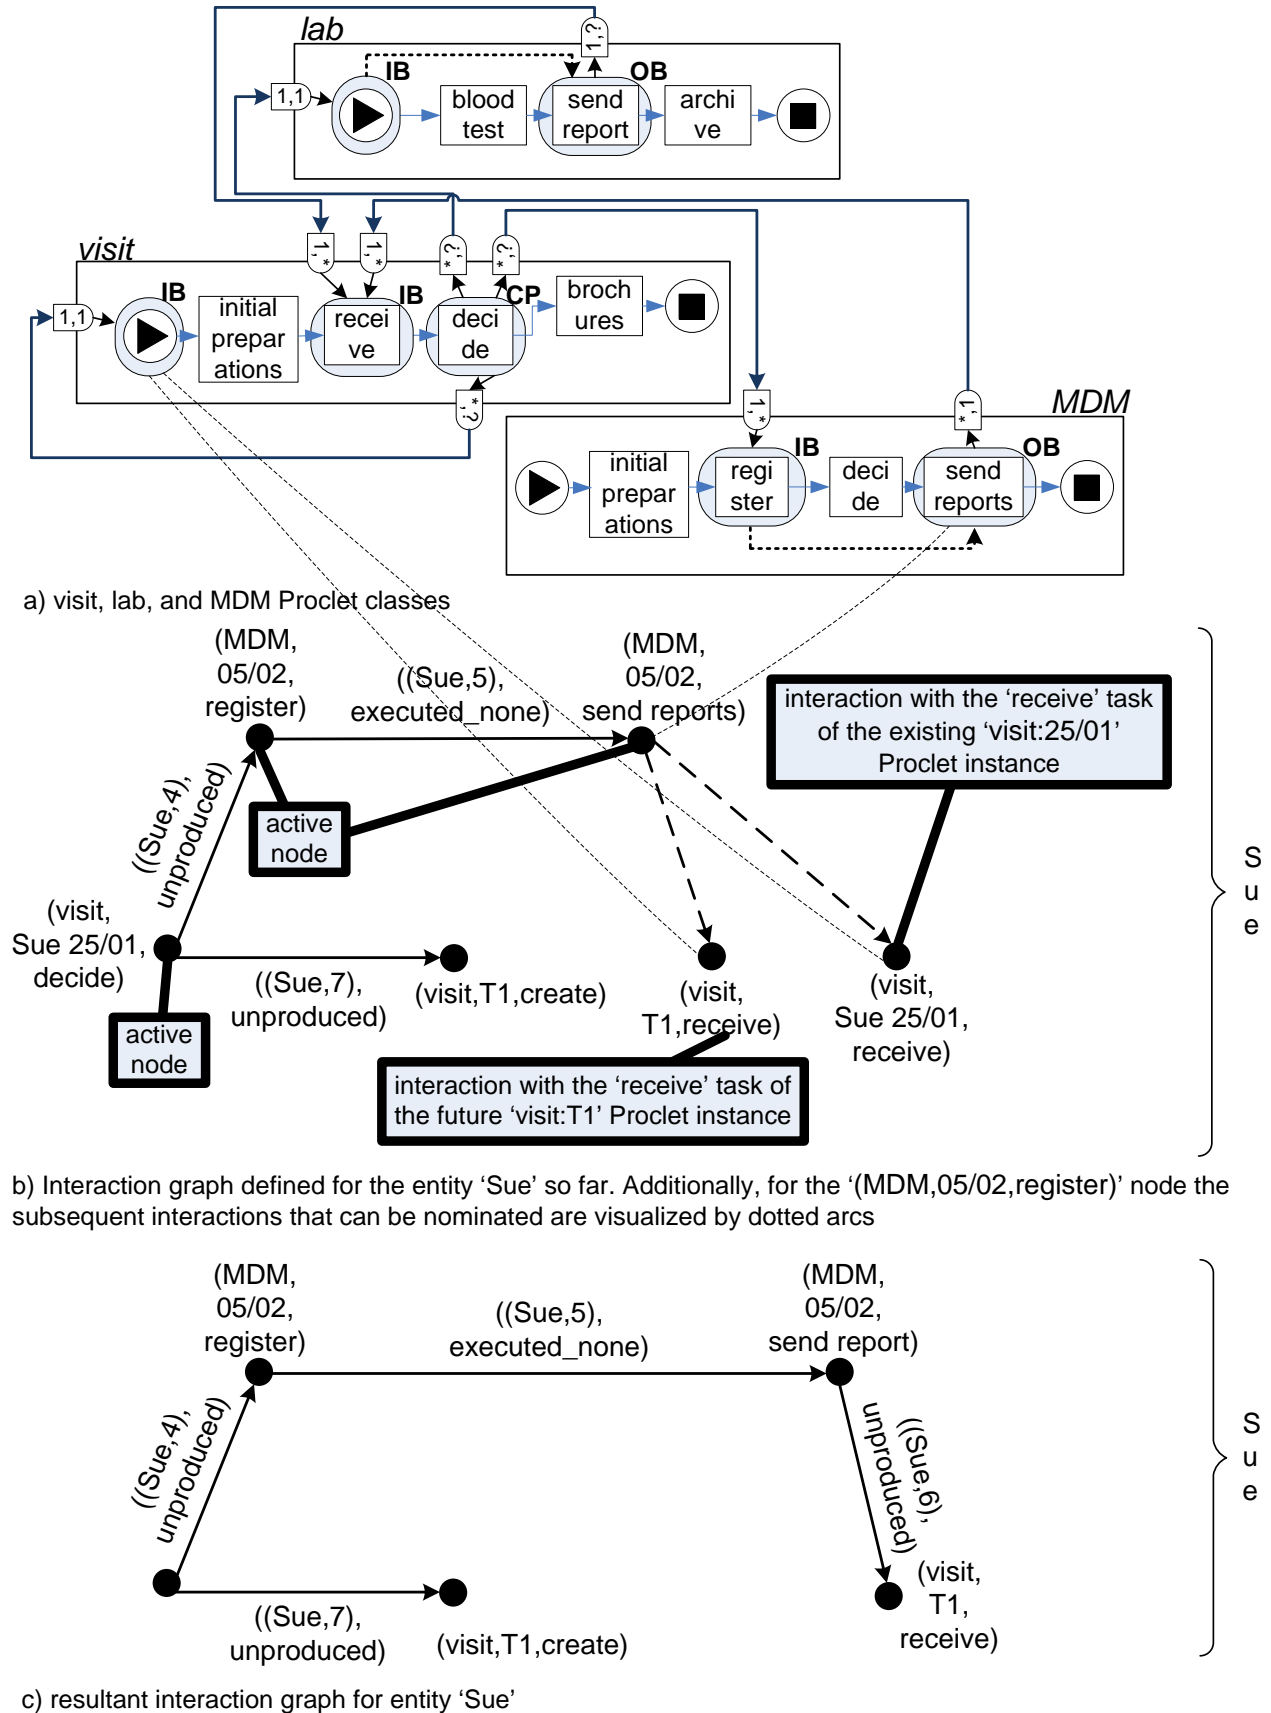 lab
1,?
IB
OB
1,1
blood
test
send
report
archi
ve
visit
1,*
1,*
?,*
?,*
IB
IB
CP
1,1
initial
prepar
ations
recei
ve
deci
de
broch
ures
*,?
1,*
*,1
MDM
IB
OB
initial
prepar
ations
regi
ster
deci
de
send
reports
a) visit, lab, and MDM Proclet classes
(MDM,
05/02,
register)
((Sue,5),
executed_none)
(MDM,
05/02,
send reports)
interaction with the ‘receive’ task
of the existing ‘visit:25/01’
Proclet instance
((Sue,4),
unproduced)
active
node
(visit,
Sue 25/01,
decide)
((Sue,7),
unproduced)
(visit,T1,create)
(visit,
T1,receive)
(visit,
Sue 25/01,
receive)
active
node
interaction with the ‘receive’ task of
the future ‘visit:T1’ Proclet instance
S
u
e
b) Interaction graph defined for the entity ‘Sue’ so far. Additionally, for the ‘(MDM,05/02,register)’ node the
subsequent interactions that can be nominated are visualized by dotted arcs
(MDM,
05/02,
register)
((Sue,5),
executed_none)
(MDM,
05/02,
send report)
((Sue,4),
unproduced)
((Sue,6),
unproduced)
((Sue,7),
unproduced)
(visit,T1,create)
(visit,
T1,
receive)
S
u
e
c) resultant interaction graph for entity ‘Sue’